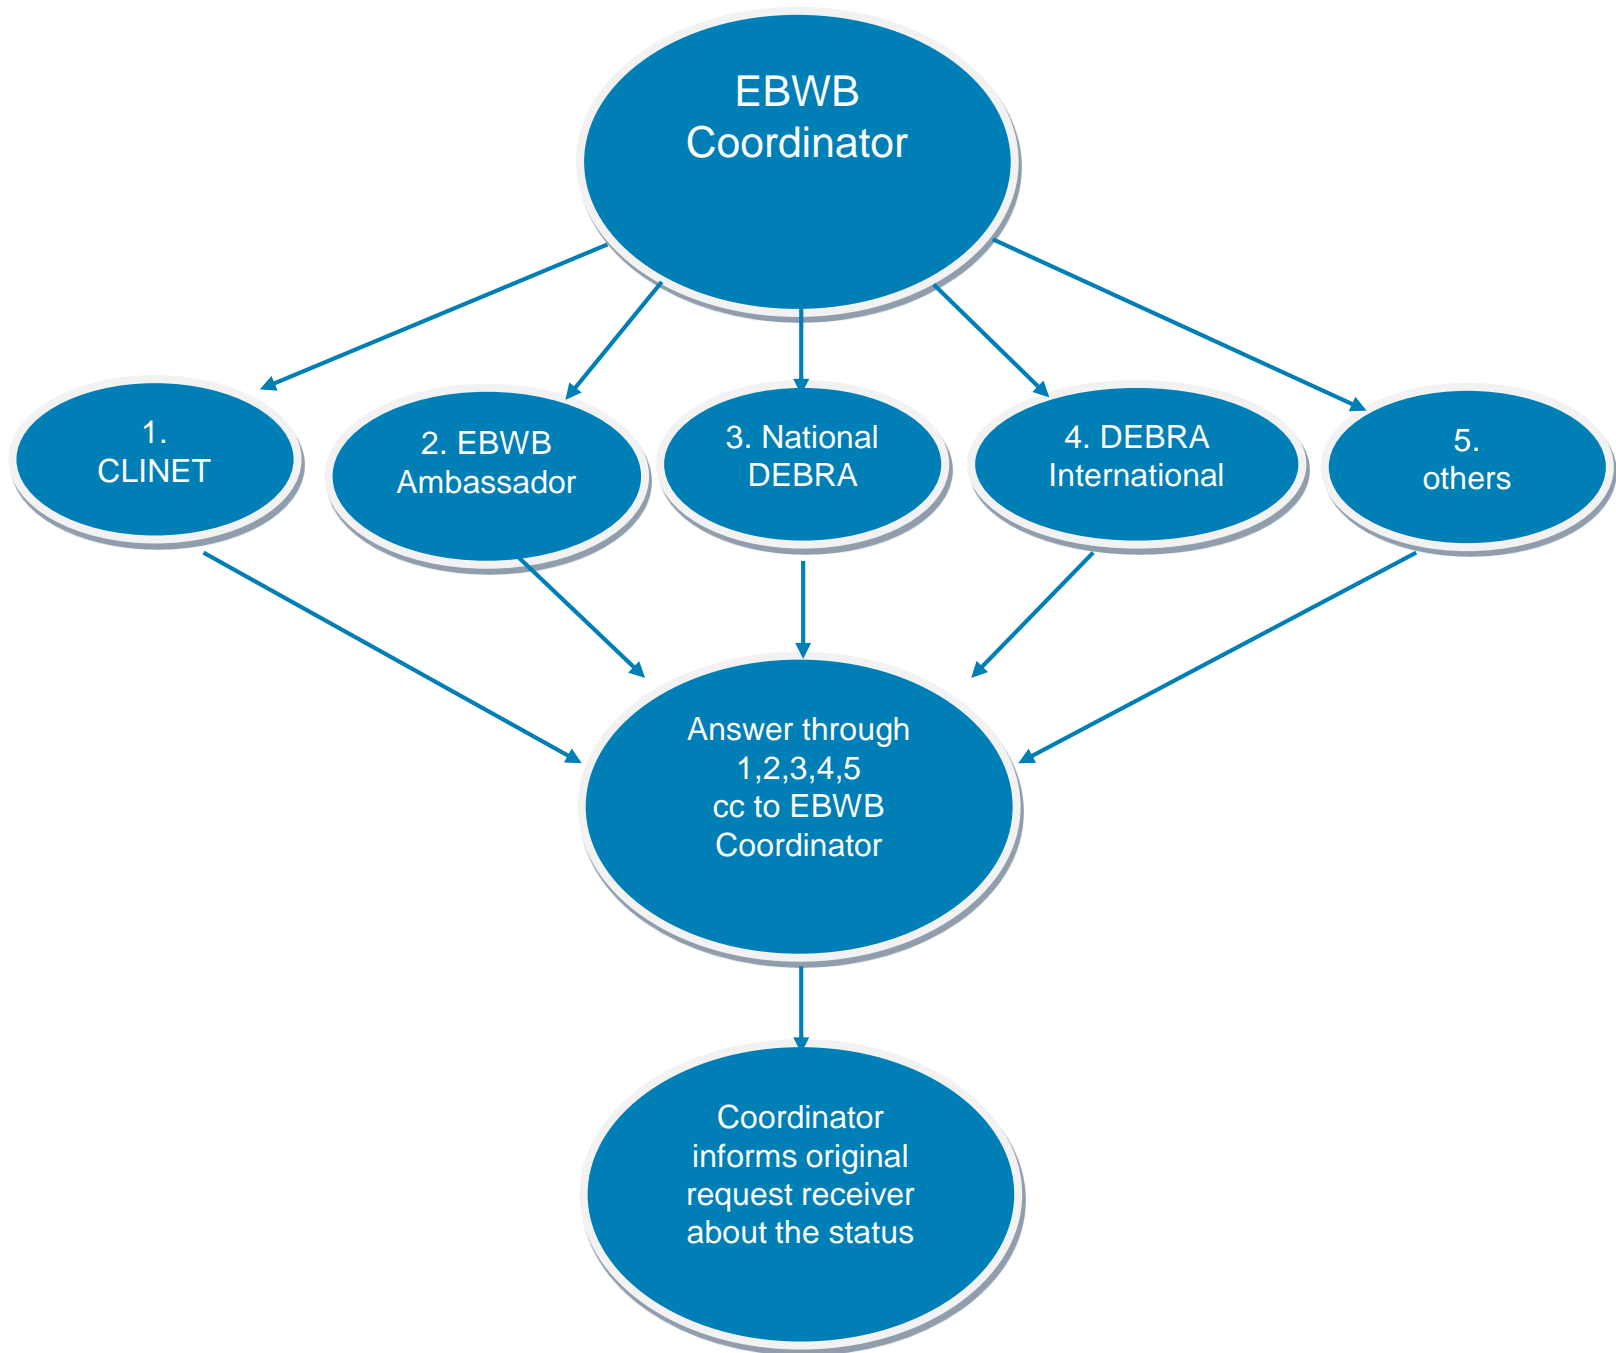 EBWB
Coordinator
1.
CLINET
2. EBWB
Ambassador
3. National
DEBRA
4. DEBRA
International
5.
others
Answer through
1,2,3,4,5
cc to EBWB
Coordinator
Coordinator
informs original
request receiver
about the status